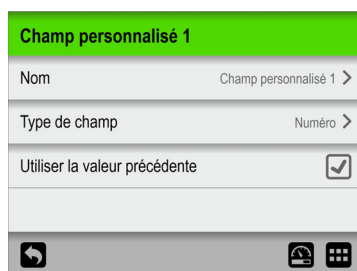 Champ personnalisé 1
Nom Champ personnalisé 1
Type de champ Numéro
Utiliser la valeur précédente